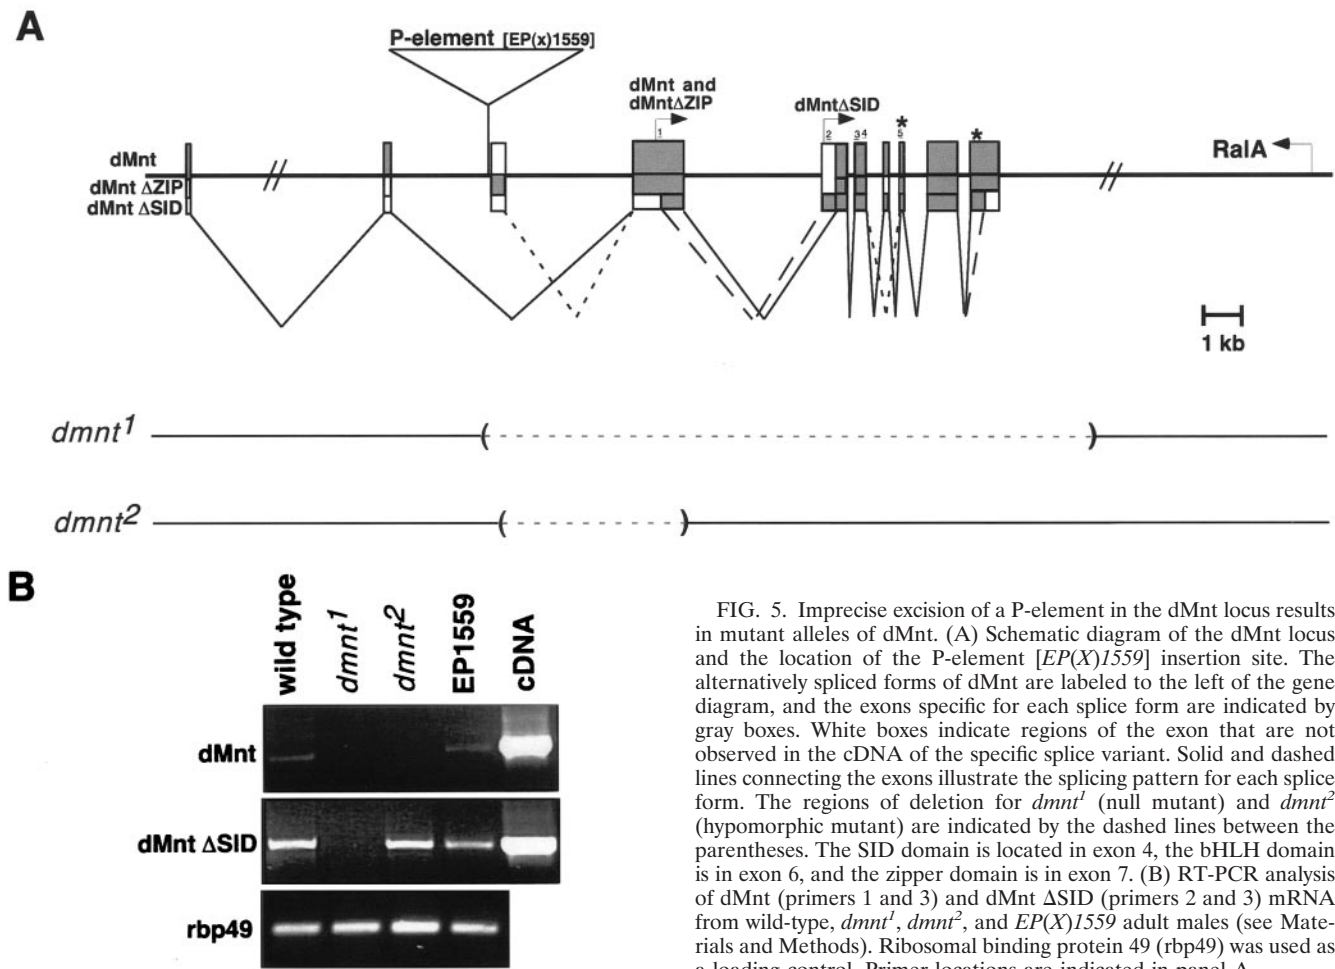 A
P-element [EP(x)1559]
dMnt and
dMntΔZIP
dMntΔSID
1
2
3 4
*
5
*
RalA
dMnt
dMnt ΔZIP
dMnt ΔSID
1 kb
dmnt1
dmnt2
B
wild type
dmnt1
dmnt2
EP1559
cDNA
dMnt
dMnt ΔSID
rbp49
FIG. 5. Imprecise excision of a P-element in the dMnt locus results
in mutant alleles of dMnt. (A) Schematic diagram of the dMnt locus
and the location of the P-element [EP(X)1559] insertion site. The
alternatively spliced forms of dMnt are labeled to the left of the gene
diagram, and the exons specific for each splice form are indicated by
gray boxes. White boxes indicate regions of the exon that are not
observed in the cDNA of the specific splice variant. Solid and dashed
lines connecting the exons illustrate the splicing pattern for each splice
form. The regions of deletion for dmnt1 (null mutant) and dmnt2
(hypomorphic mutant) are indicated by the dashed lines between the
parentheses. The SID domain is located in exon 4, the bHLH domain
is in exon 6, and the zipper domain is in exon 7. (B) RT-PCR analysis
of dMnt (primers 1 and 3) and dMnt ΔSID (primers 2 and 3) mRNA
from wild-type, dmnt1, dmnt2, and EP(X)1559 adult males (see Mate-
rials and Methods). Ribosomal binding protein 49 (rbp49) was used as
a loading control. Primer locations are indicated in panel A.